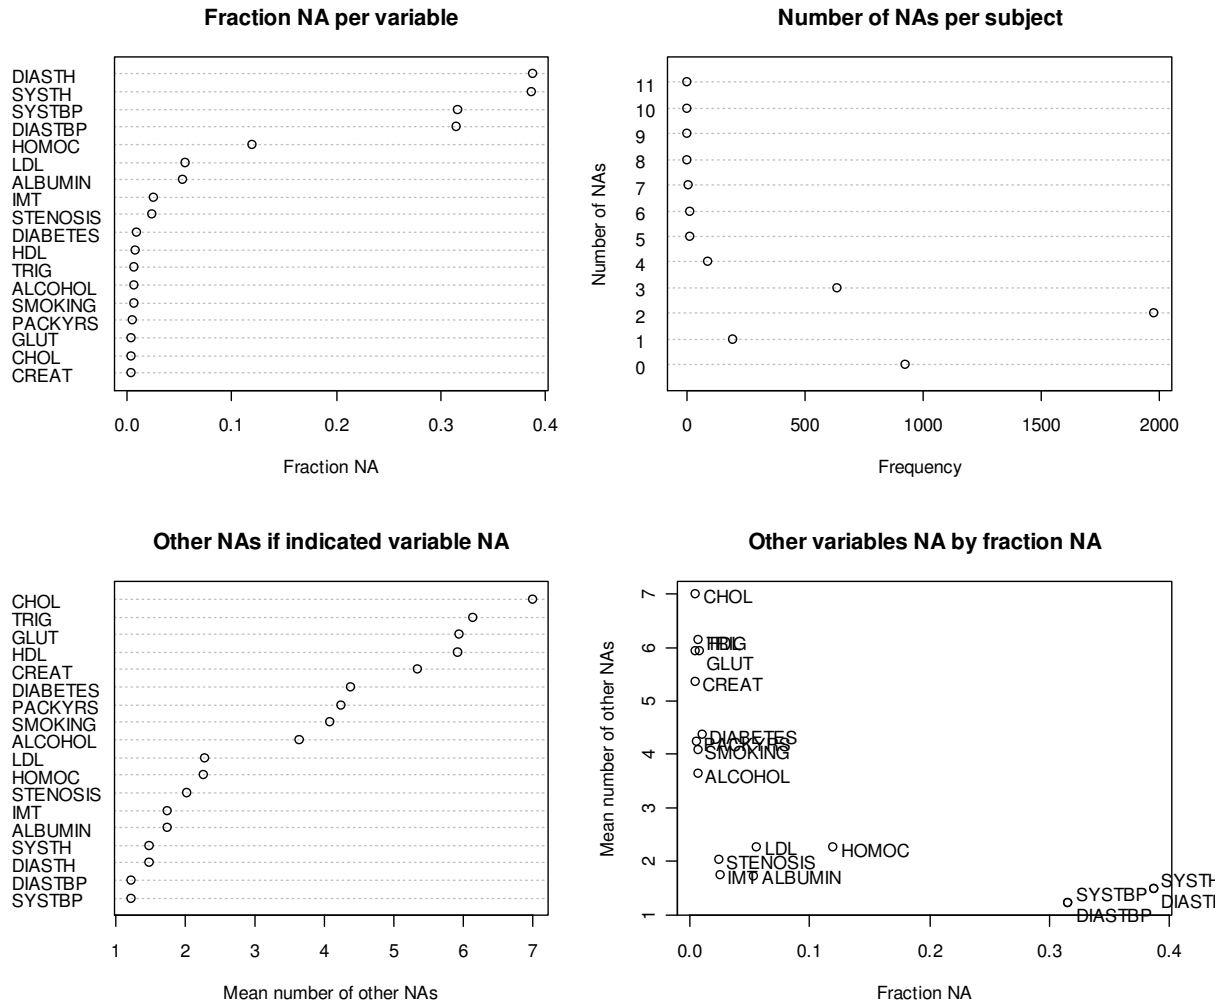 Fraction NA per variable
DIASTH
SYSTH
SYSTBP
DIASTBP
HOMOC
LDL
ALBUMIN
IMT
STENOSIS
DIABETES
HDL
TRIG
ALCOHOL
SMOKING
PACKYRS
GLUT
CHOL
CREAT
0.0 0.1 0.2 0.3 0.4
Fraction NA
Number of NAs per subject
Number of NAs
11
10
9
8
7
6
5
4
3
2
1
0
0 500 1000 1500 2000
Frequency
Other NAs if indicated variable NA
CHOL
TRIG
GLUT
HDL
CREAT
DIABETES
PACKYRS
SMOKING
ALCOHOL
LDL
HOMOC
STENOSIS
IMT
ALBUMIN
SYSTH
DIASTH
DIASTBP
SYSTBP
1 2 3 4 5 6 7
Mean number of other NAs
Other variables NA by fraction NA
Mean number of other NAs
7
6
5
4
3
2
1
CHOL
TRIG
HDL
GLUT
CREAT
DIABETES
PACKYRS
SMOKING
ALCOHOL
LDL
HOMOC
STENOSIS
IMT ALBUMIN
SYSTH
SYSTBP
DIAST
DIASTBP
0.0 0.1 0.2 0.3 0.4
Fraction NA